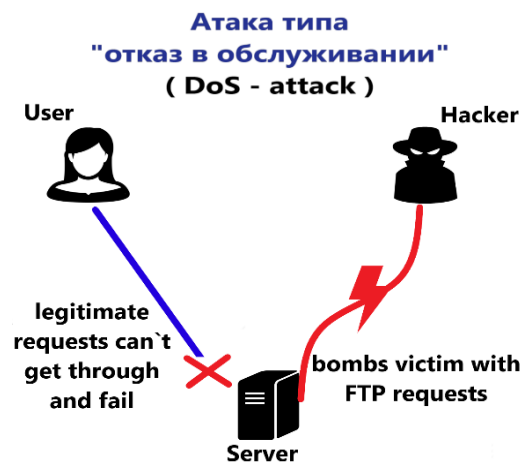 Атака типа
"отказ в обслуживании"
( DoS - attack )
User
Hacker
legitimate
requests can`t
get through
and fail
bombs victim with
FTP requests
Server